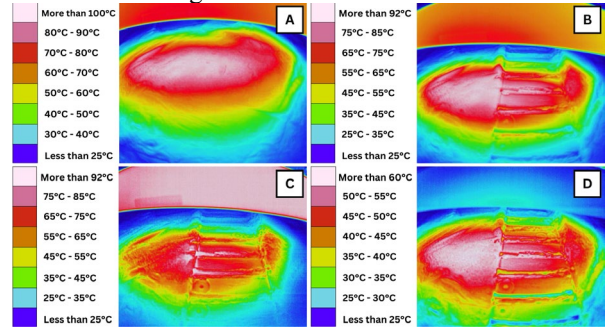 More than 100°C
80°C - 90°C
70°C - 80°C
60°C - 70°C
50°C - 60°C
40°C - 50°C
30°C - 40°C
Less than 25°C
A
More than 92°C
75°C - 85°C
65°C - 75°C
55°C - 65°C
45°C - 55°C
35°C - 45°C
25°C - 35°C
Less than 25°C
B
More than 92°C
75°C - 85°C
65°C - 75°C
55°C - 65°C
45°C - 55°C
35°C - 45°C
25°C - 35°C
Less than 25°C
C
More than 60°C
50°C - 55°C
45°C - 50°C
40°C - 45°C
35°C - 40°C
30°C - 35°C
25°C - 30°C
Less than 25°C
D